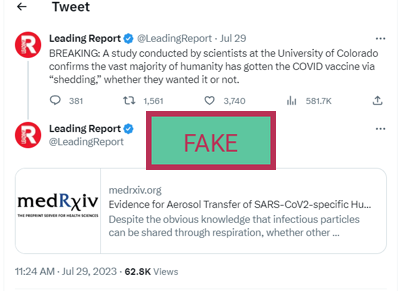 Tweet
Leading Report @LeadingReport · Jul 29
BREAKING: A study conducted by scientists at the University of Colorado
confirms the vast majority of humanity has gotten the COVID vaccine via
“shedding,” whether they wanted it or not.
381 1,561 3,740 581.7K
Leading Report
@LeadingReport
FAKE
medRxiv
THE PREPRINT SERVER FOR HEALTH SCIENCES
medrxiv.org
Evidence for Aerosol Transfer of SARS-CoV2-specific Hu...
Despite the obvious knowledge that infectious particles
can be shared through respiration, whether other ...
11:24 AM · Jul 29, 2023 · 62.8K Views